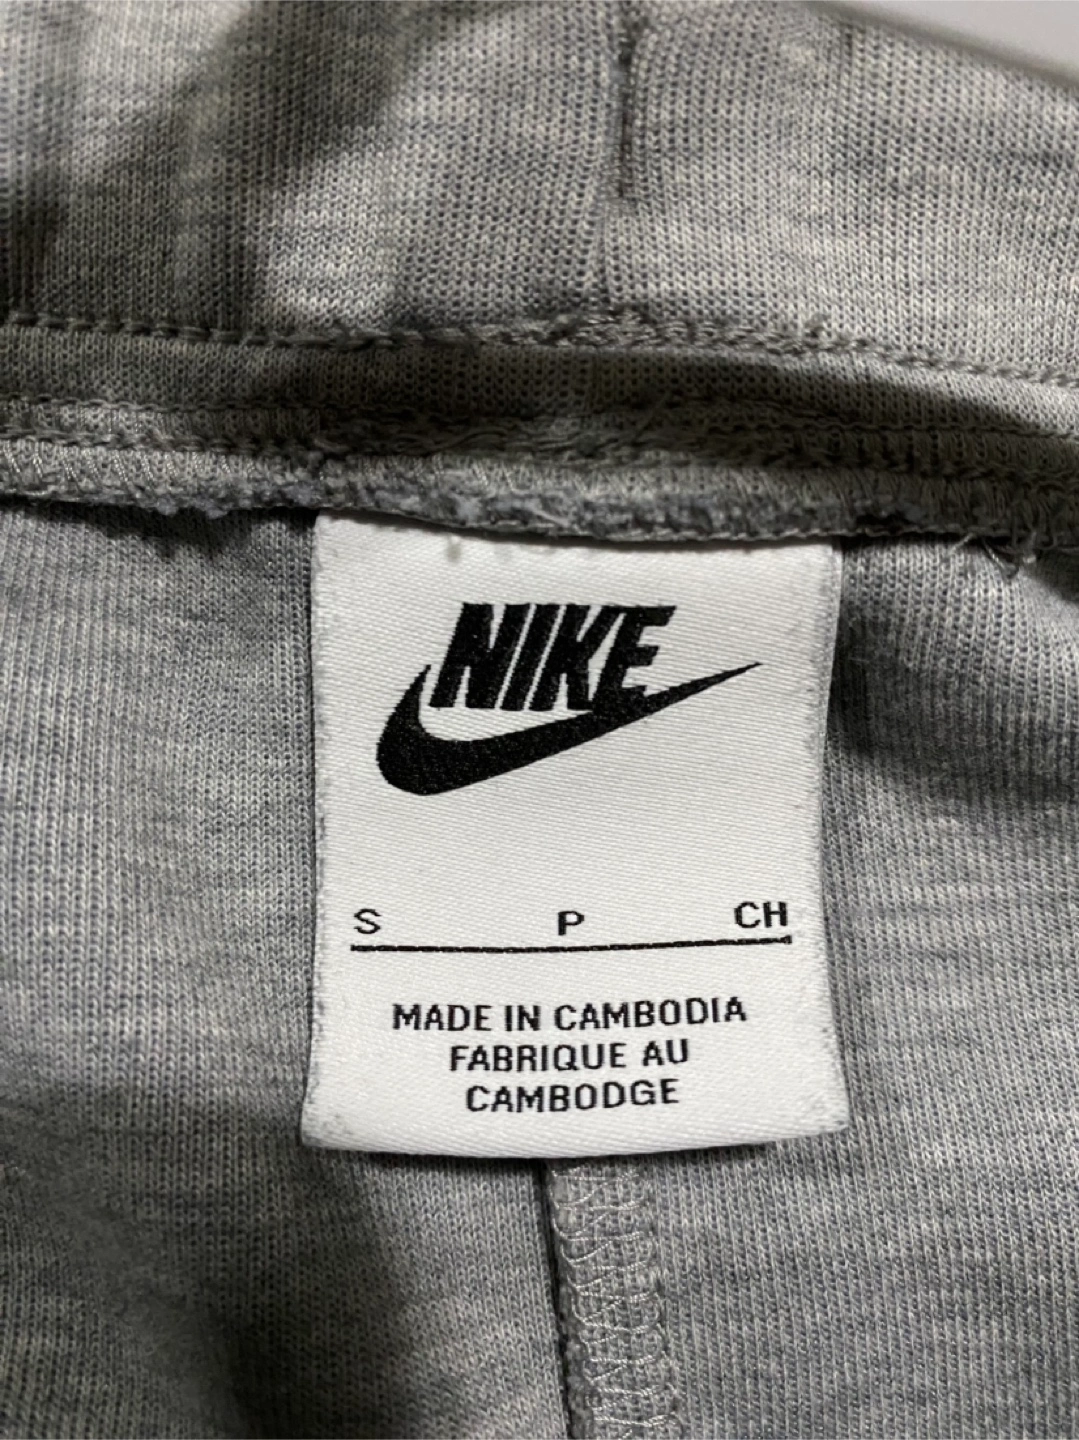 NIKE
S P CH
MADE IN CAMBODIA
FABRIQUE AU
CAMBODGE